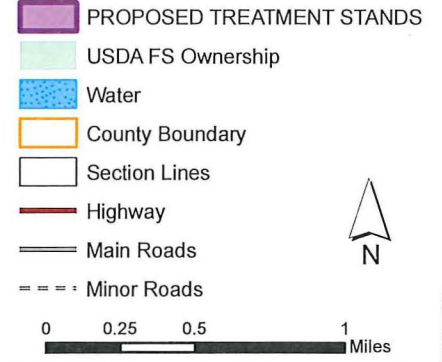 PROPOSED TREATMENT STANDS
USDA FS Ownership
Water
County Boundary
Section Lines
Highway
Main Roads
Minor Roads
N
0 0.25 0.5 1
Miles